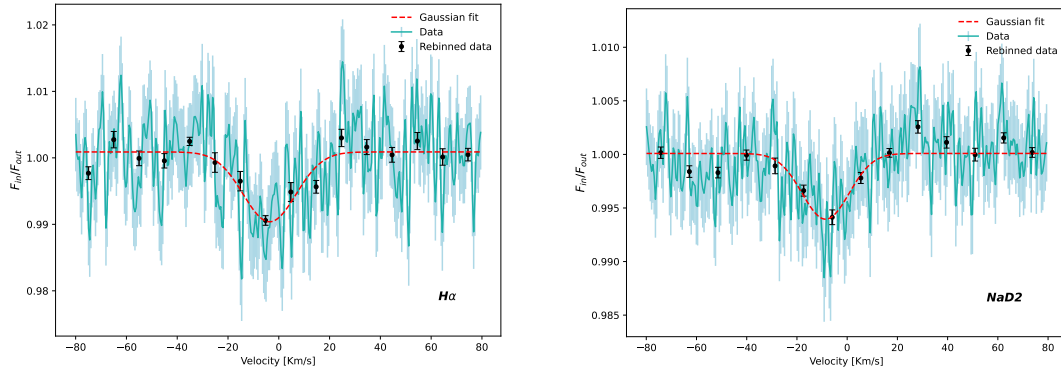 1.02
1.01
1.00
0.99
0.98
F_in/F_out
−80 −60 −40 −20 0 20 40 60 80
Velocity [Km/s]
Gaussian fit
Data
Rebinned data
Hα
1.010
1.005
1.000
0.995
0.990
0.985
F_in/F_out
−80 −60 −40 −20 0 20 40 60 80
Velocity [Km/s]
Gaussian fit
Data
Rebinned data
NaD2